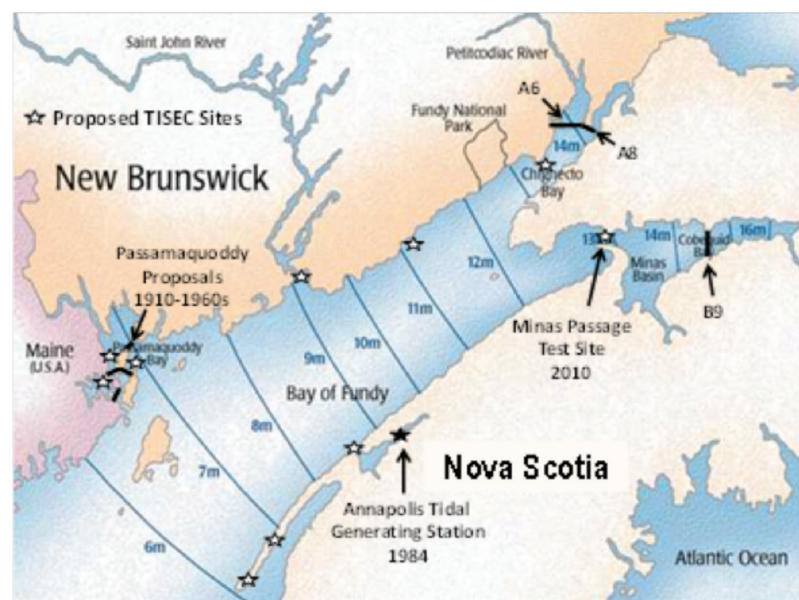 Saint John River
Petitcodiac River
A6
Proposed TISEC Sites
Fundy National
Park
14m
A8
New Brunswick
Chignecto
Bay
Passamaquoddy
Proposals
1910-1960s
12m
13m
14m
Cobequid
Bay
16m
Minas
Basin
11m
B9
Maine
(U.S.A.)
Passamaquoddy
Bay
10m
9m
Minas Passage
Test Site
2010
Bay of Fundy
8m
7m
Nova Scotia
Annapolis Tidal
Generating Station
1984
6m
Atlantic Ocean